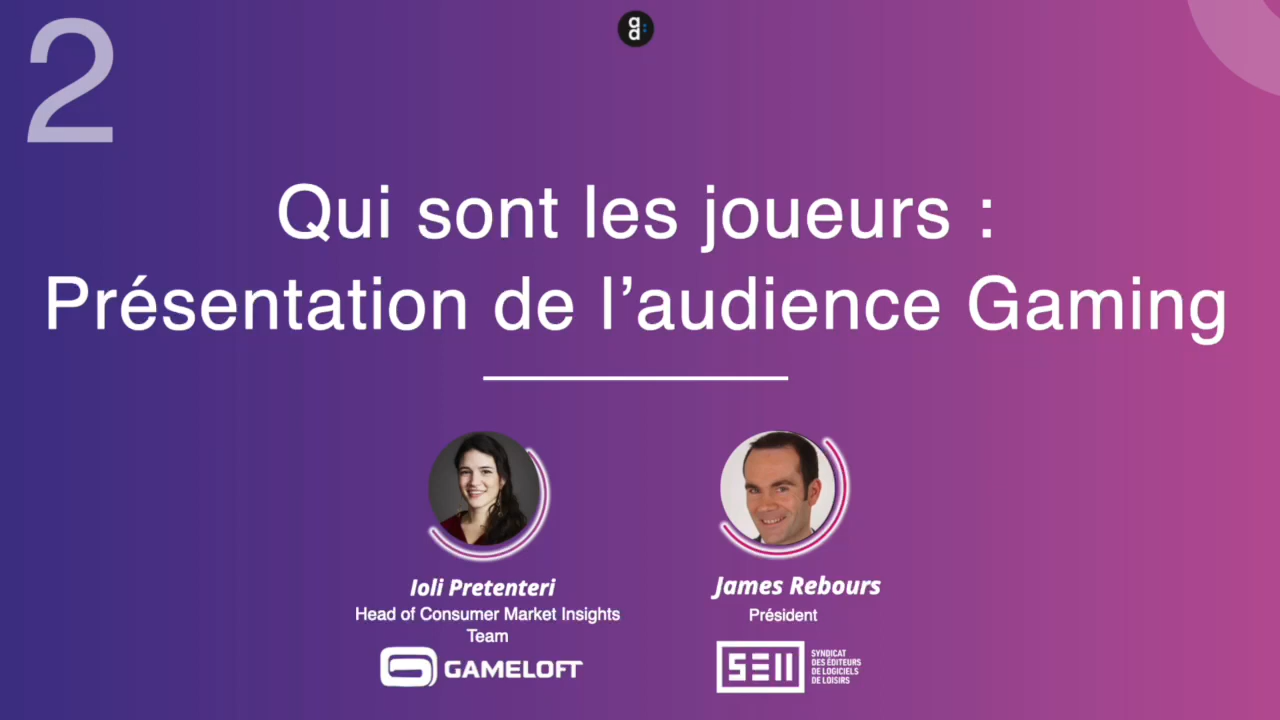 2
a
a:
Qui sont les joueurs :
Présentation de l’audience Gaming
Ioli Pretenteri
Head of Consumer Market Insights
Team
GAMELOFT
James Rebours
Président
SELL
SYNDICAT
DES ÉDITEURS
DE LOGICIELS
DE LOISIRS